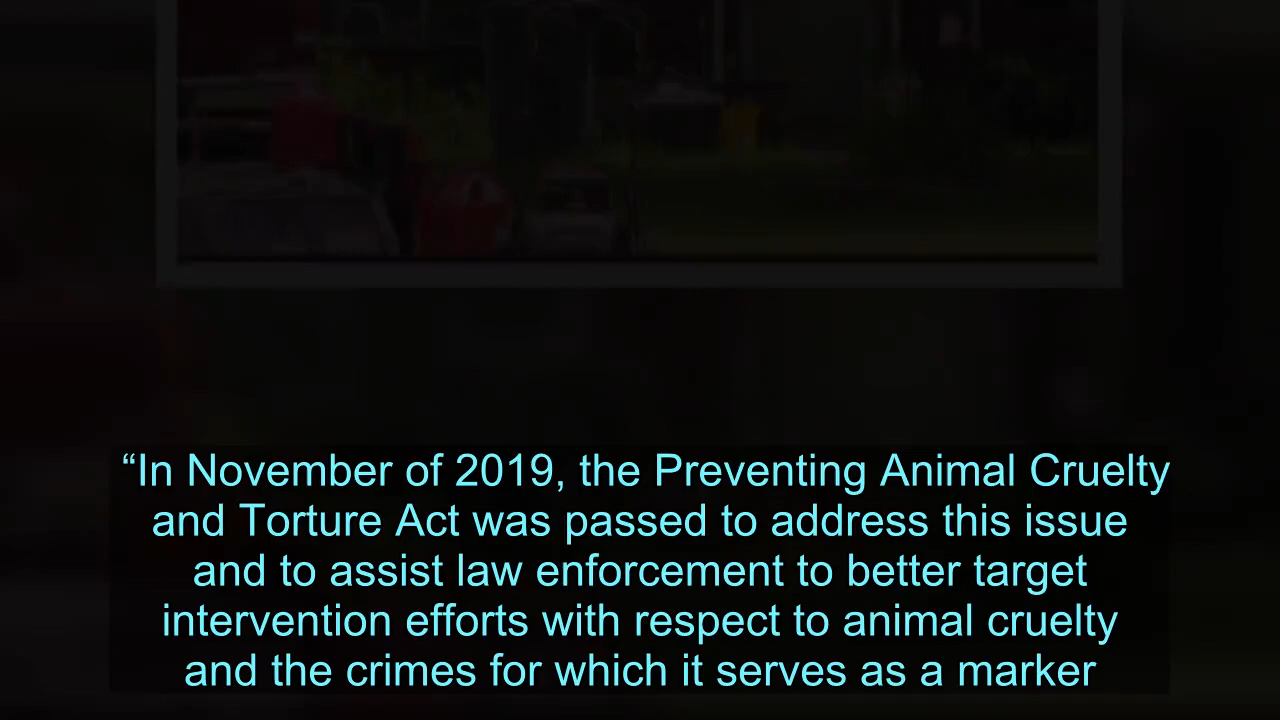 “In November of 2019, the Preventing Animal Cruelty
and Torture Act was passed to address this issue
and to assist law enforcement to better target
intervention efforts with respect to animal cruelty
and the crimes for which it serves as a marker